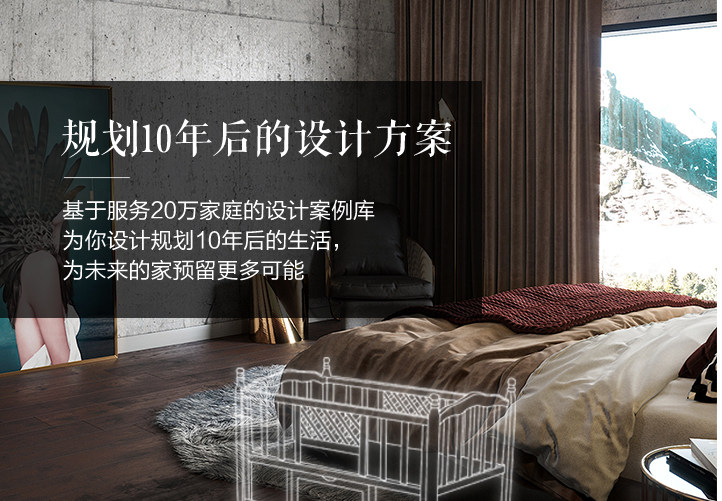 规划10年后的设计方案
基于服务20万家庭的设计案例库
为你设计规划10年后的生活，
为未来的家预留更多可能